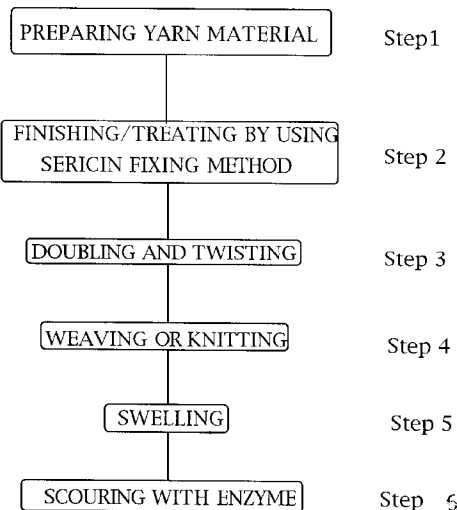 PREPARING YARN MATERIAL Step1
FINISHING/TREATING BY USING
SERICIN FIXING METHOD Step 2
DOUBLING AND TWISTING Step 3
WEAVING OR KNITTING Step 4
SWELLING Step 5
SCOURING WITH ENZYME Step 6